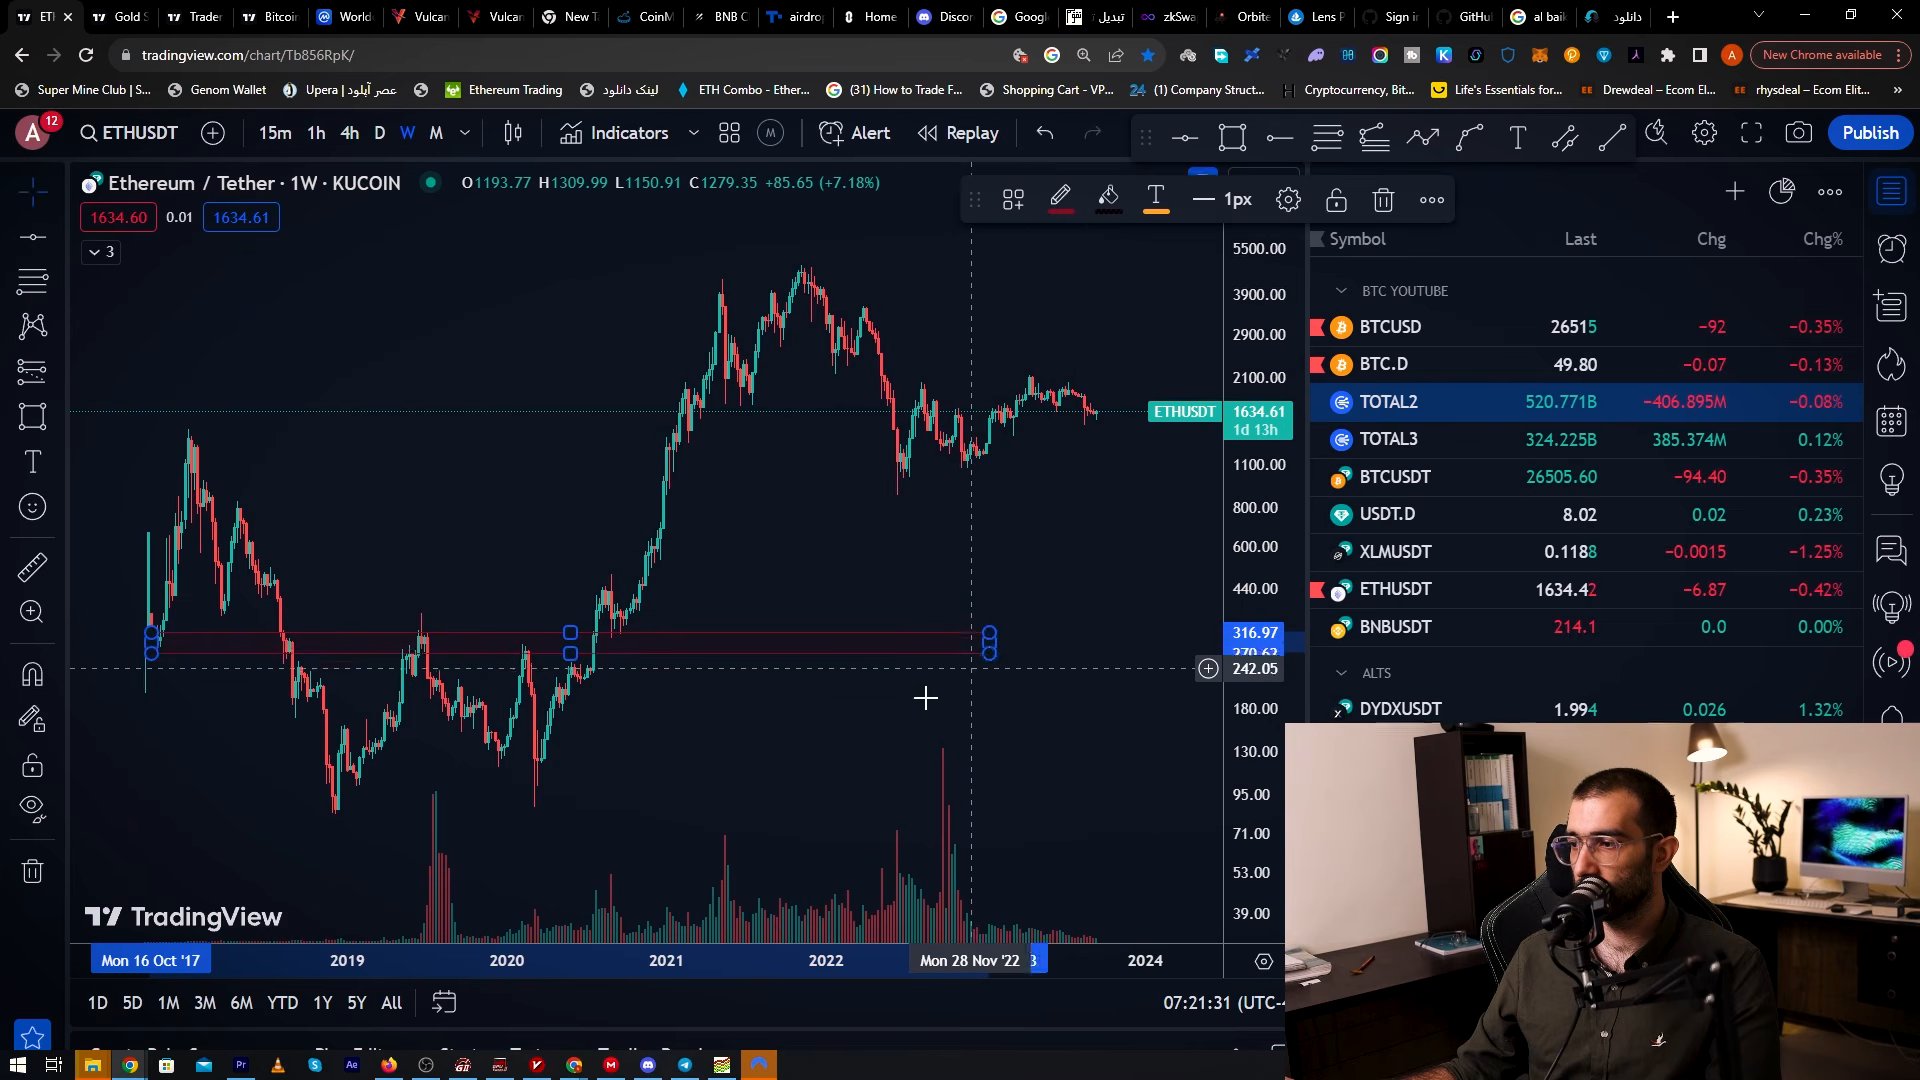 ETH
Gold S
Trader
Bitcoin
World
Vulcan
Vulcan
New T
CoinM
BNB C
airdrop
Home
Discor
Google
تبدیل
zkSwa
Orbite
Lens P
Sign in
GitHu
al bai
دانلود
tradingview.com/chart/Tb856RpK/
New Chrome available
Super Mine Club | S...
Genom Wallet
Upera | عصر آپلود
Ethereum Trading
لینک دانلود
ETH Combo - Ether...
(31) How to Trade F...
Shopping Cart - VP...
24 (1) Company Struct...
Cryptocurrency, Bit...
Life's Essentials for...
Drewdeal – Ecom El...
rhysdeal – Ecom Elit...
A 12
ETHUSDT
15m 1h 4h D W M
Indicators
M
Alert
Replay
Publish
Ethereum / Tether · 1W · KUCOIN
O1193.77 H1309.99 L1150.91 C1279.35 +85.65 (+7.18%)
1634.60 0.01 1634.61
3
T 1px
Symbol Last Chg Chg%
BTC YOUTUBE
BTCUSD 26515 −92 −0.35%
BTC.D 49.80 −0.07 −0.13%
TOTAL2 520.771B −406.895M −0.08%
TOTAL3 324.225B 385.374M 0.12%
BTCUSDT 26505.60 −94.40 −0.35%
USDT.D 8.02 0.02 0.23%
XLMUSDT 0.1188 −0.0015 −1.25%
ETHUSDT 1634.42 −6.87 −0.42%
BNBUSDT 214.1 0.0 0.00%
ALTS
DYDXUSDT 1.994 0.026 1.32%
5500.00
3900.00
2900.00
2100.00
ETHUSDT 1634.61
1d 13h
1100.00
800.00
600.00
440.00
316.97
270.62
242.05
180.00
130.00
95.00
71.00
53.00
39.00
TradingView
Mon 16 Oct '17 2019 2020 2021 2022 Mon 28 Nov '22 3 2024
1D 5D 1M 3M 6M YTD 1Y 5Y All
07:21:31 (UTC-